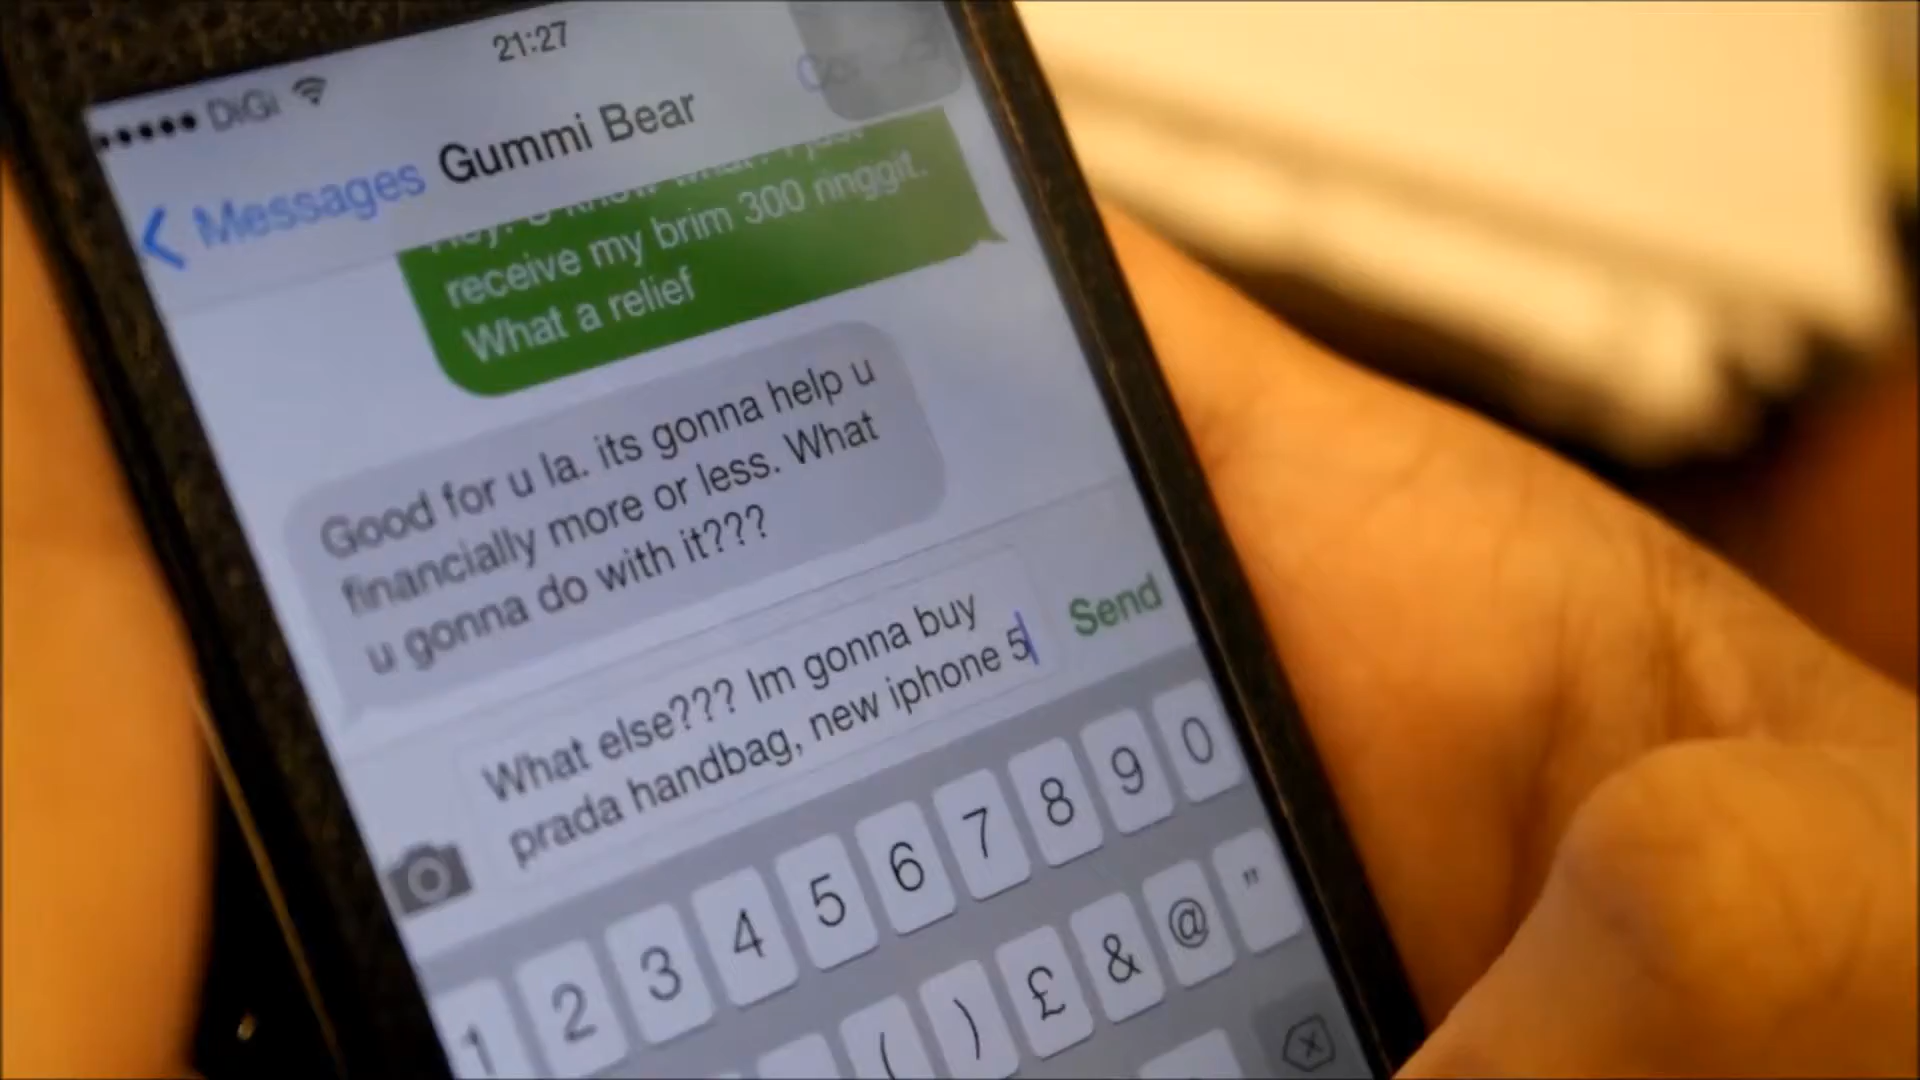 21:27
DiGi
Messages
Gummi Bear
receive my brim 300 ringgit.
What a relief
Good for u la. its gonna help u
financially more or less. What
u gonna do with it???
What else??? Im gonna buy
prada handbag, new iphone 5
Send
1 2 3 4 5 6 7 8 9 0
( ) £ & @ "